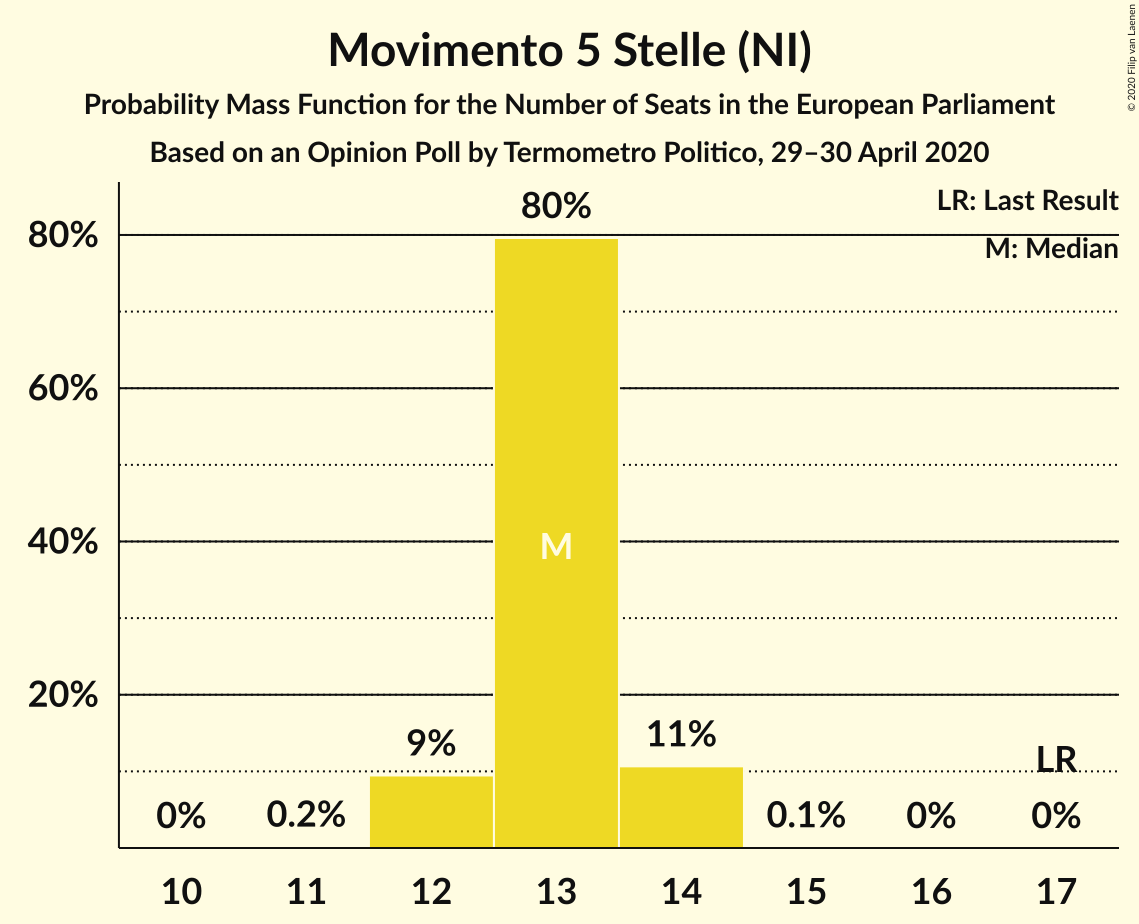 Movimento 5 Stelle (NI)
Probability Mass Function for the Number of Seats in the European Parliament
Based on an Opinion Poll by Termometro Politico, 29–30 April 2020
© 2020 Filip van Laenen
LR: Last Result
M: Median
80%
60%
40%
20%
0%
0.2%
9%
80%
M
11%
0.1%
0%
LR
0%
10 11 12 13 14 15 16 17